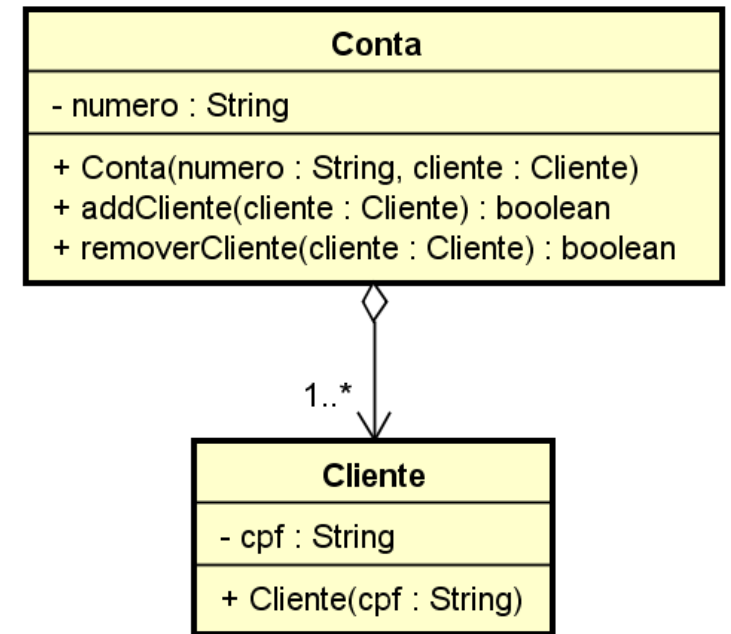 Conta
- numero : String
+ Conta(numero : String, cliente : Cliente)
+ addCliente(cliente : Cliente) : boolean
+ removerCliente(cliente : Cliente) : boolean
1..*
Cliente
- cpf : String
+ Cliente(cpf : String)